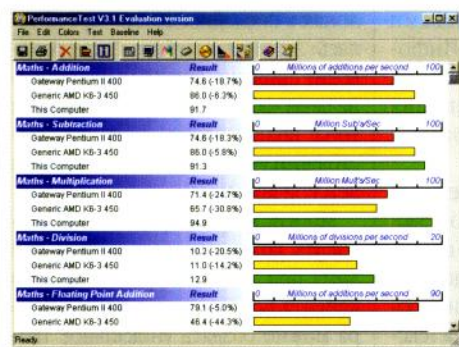 PerformanceTest V3.1 Evaluation version
File Edit Colors Test Baseline Help
Maths - Addition Result 0 Millions of additions per second 100
Gateway Pentium II 400 74.6 (-18.7%)
Generic AMD K6-3 450 86.0 (-6.3%)
This Computer 91.7
Maths - Subtraction Result 0 Million Sub's/Sec 100
Gateway Pentium II 400 74.6 (-18.3%)
Generic AMD K6-3 450 86.0 (-5.8%)
This Computer 91.3
Maths - Multiplication Result 0 Million Mult's/Sec 100
Gateway Pentium II 400 71.4 (-24.7%)
Generic AMD K6-3 450 65.7 (-30.8%)
This Computer 94.9
Maths - Division Result 0 Millions of divisions per second 20
Gateway Pentium II 400 10.2 (-20.5%)
Generic AMD K6-3 450 11.0 (-14.2%)
This Computer 12.9
Maths - Floating Point Addition Result 0 Millions of additions per second 90
Gateway Pentium II 400 79.1 (-5.0%)
Generic AMD K6-3 450 46.4 (-44.3%)
Ready